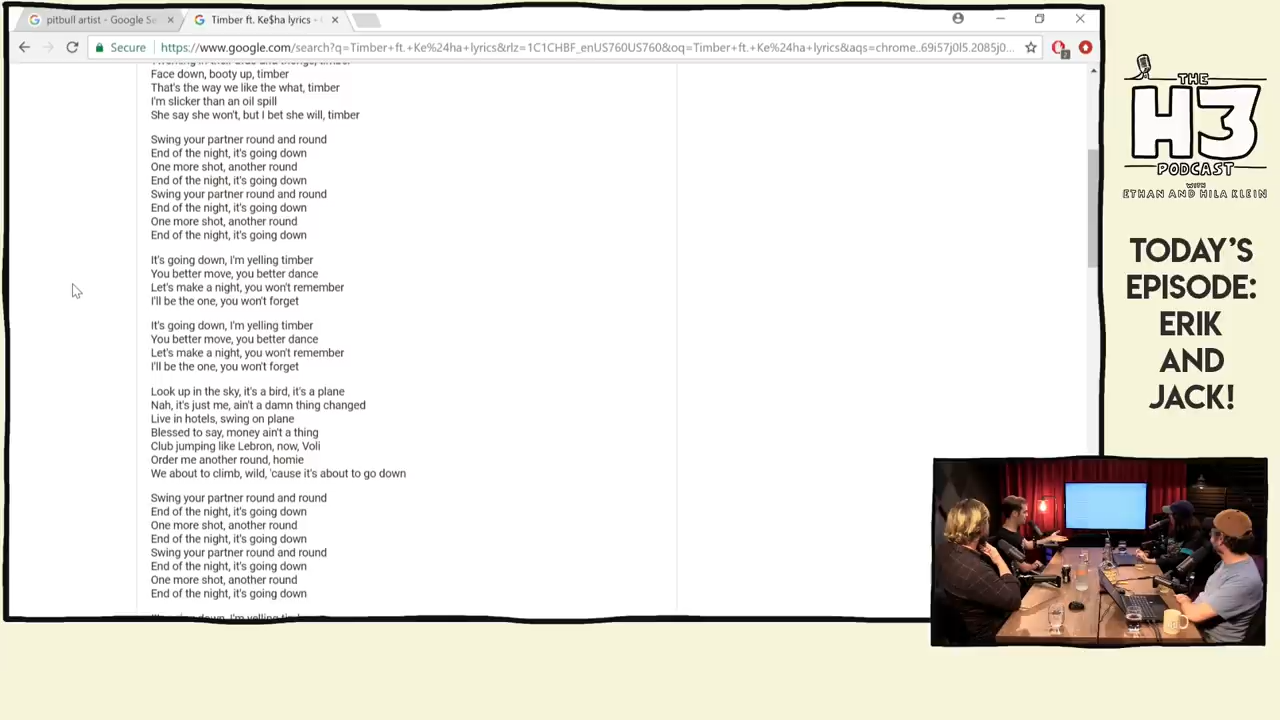 pitbull artist - Google Se
Timber ft. Ke$ha lyrics -
Secure
https://www.google.com/search?q=Timber+ft.+Ke%24ha+lyrics&rlz=1C1CHBF_enUS760US760&oq=Timber+ft.+Ke%24ha+lyrics&aqs=chrome..69i57j0l5.2085j0...
Face down, booty up, timber
That's the way we like the what, timber
I'm slicker than an oil spill
She say she won't, but I bet she will, timber
Swing your partner round and round
End of the night, it's going down
One more shot, another round
End of the night, it's going down
Swing your partner round and round
End of the night, it's going down
One more shot, another round
End of the night, it's going down
It's going down, I'm yelling timber
You better move, you better dance
Let's make a night, you won't remember
I'll be the one, you won't forget
It's going down, I'm yelling timber
You better move, you better dance
Let's make a night, you won't remember
I'll be the one, you won't forget
Look up in the sky, it's a bird, it's a plane
Nah, it's just me, ain't a damn thing changed
Live in hotels, swing on plane
Blessed to say, money ain't a thing
Club jumping like Lebron, now, Voli
Order me another round, homie
We about to climb, wild, 'cause it's about to go down
Swing your partner round and round
End of the night, it's going down
One more shot, another round
End of the night, it's going down
Swing your partner round and round
End of the night, it's going down
One more shot, another round
End of the night, it's going down
THE
H3
PODCAST
WITH
ETHAN AND HILA KLEIN
TODAY'S
EPISODE:
ERIK
AND
JACK!